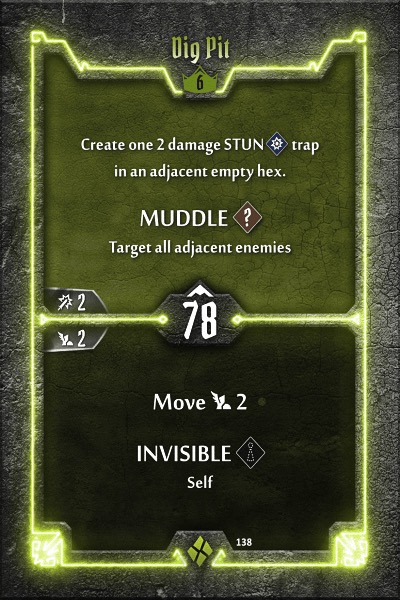 Dig Pit
6
Create one 2 damage STUN trap
in an adjacent empty hex.
MUDDLE ?
Target all adjacent enemies
2
78
2
Move 2
INVISIBLE
Self
138